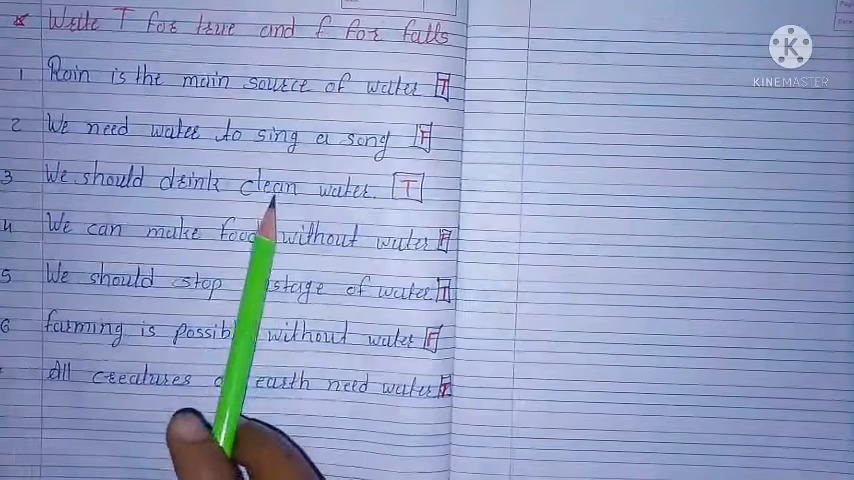 * Write T for true and f for falls
1 Rain is the main source of water T
2 We need water to sing a song F
3 We should drink clean water. T
4 We can make food without water F
5 We should stop stage of water T
6 farming is possib without water F
All creatures earth need water
K
KINEMASTER